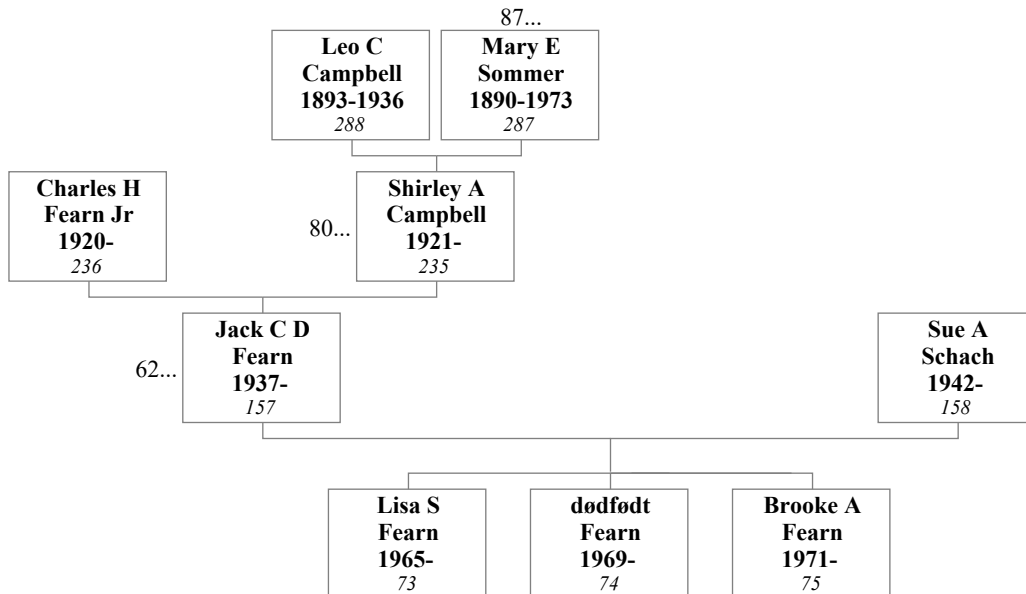 87...
Leo C
Campbell
1893-1936
288
Mary E
Sommer
1890-1973
287
Charles H
Fearn Jr
1920-
236
80...
Shirley A
Campbell
1921-
235
62...
Jack C D
Fearn
1937-
157
Sue A
Schach
1942-
158
Lisa S
Fearn
1965-
73
dødfødt
Fearn
1969-
74
Brooke A
Fearn
1971-
75